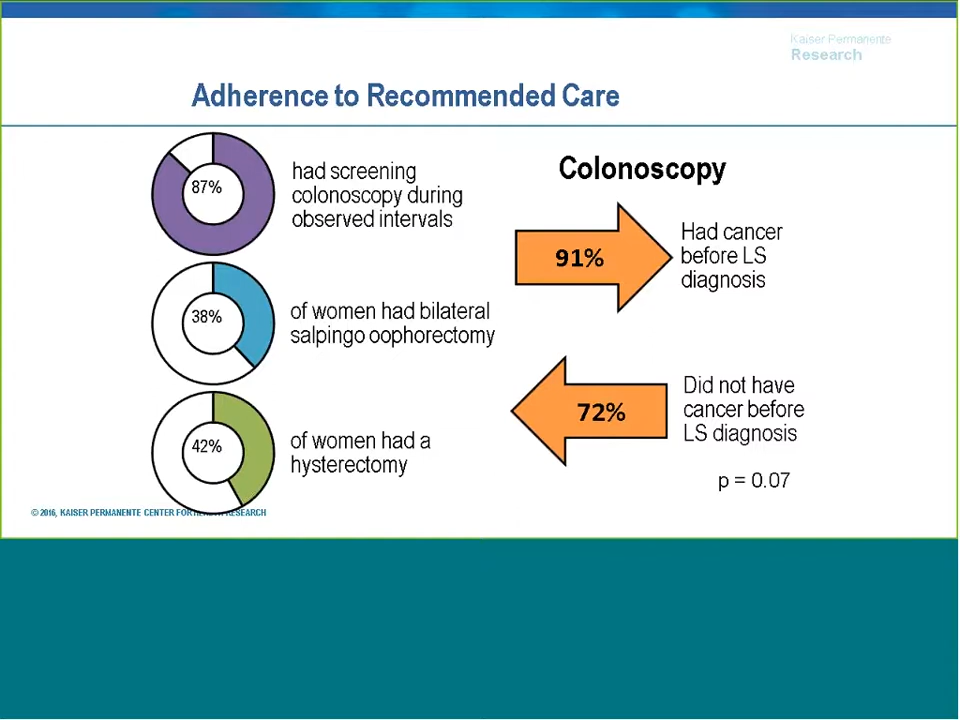 Kaiser Permanente
Research
Adherence to Recommended Care
87%
had screening
colonoscopy during
observed intervals
38%
of women had bilateral
salpingo oophorectomy
42%
of women had a
hysterectomy
Colonoscopy
91%
Had cancer
before LS
diagnosis
72%
Did not have
cancer before
LS diagnosis
p = 0.07
© 2016, KAISER PERMANENTE CENTER FOR HEALTH RESEARCH